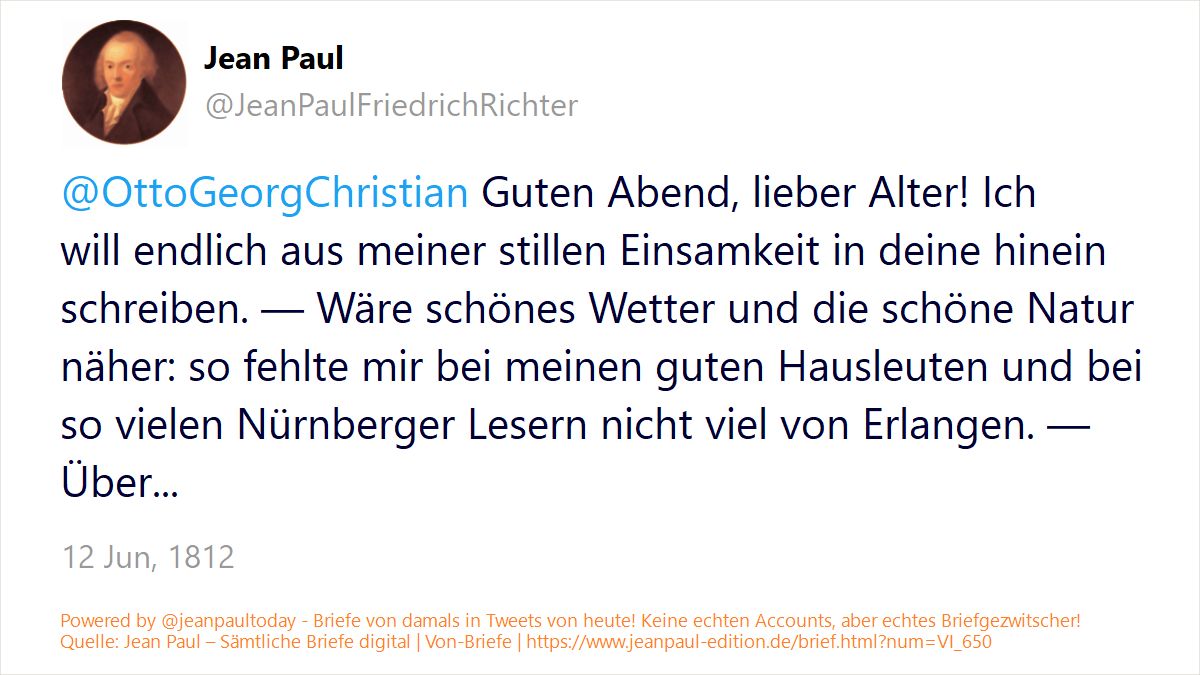 Jean Paul
@JeanPaulFriedrichRichter
@OttoGeorgChristian Guten Abend, lieber Alter! Ich
will endlich aus meiner stillen Einsamkeit in deine hinein
schreiben. — Wäre schönes Wetter und die schöne Natur
näher: so fehlte mir bei meinen guten Hausleuten und bei
so vielen Nürnberger Lesern nicht viel von Erlangen. —
Über...
12 Jun, 1812
Powered by @jeanpaultoday - Briefe von damals in Tweets von heute! Keine echten Accounts, aber echtes Briefgezwitscher!
Quelle: Jean Paul – Sämtliche Briefe digital | Von-Briefe | https://www.jeanpaul-edition.de/brief.html?num=VI_650